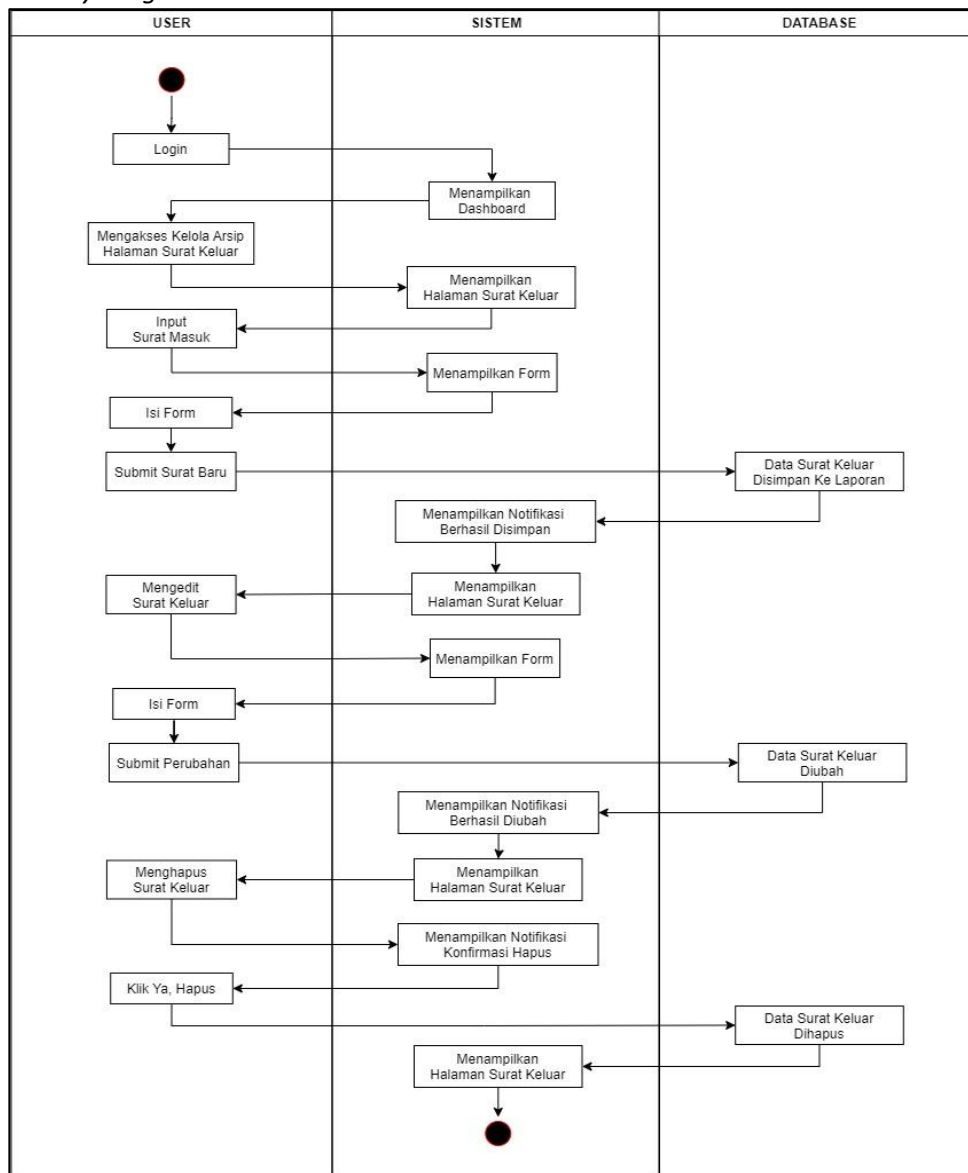 USER
SISTEM
DATABASE
Login
Menampilkan
Dashboard
Mengakses Kelola Arsip
Halaman Surat Keluar
Menampilkan
Halaman Surat Keluar
Input
Surat Masuk
Menampilkan Form
Isi Form
Submit Surat Baru
Data Surat Keluar
Disimpan Ke Laporan
Menampilkan Notifikasi
Berhasil Disimpan
Menampilkan
Halaman Surat Keluar
Mengedit
Surat Keluar
Menampilkan Form
Isi Form
Submit Perubahan
Data Surat Keluar
Diubah
Menampilkan Notifikasi
Berhasil Diubah
Menampilkan
Halaman Surat Keluar
Menghapus
Surat Keluar
Menampilkan Notifikasi
Konfirmasi Hapus
Klik Ya, Hapus
Data Surat Keluar
Dihapus
Menampilkan
Halaman Surat Keluar